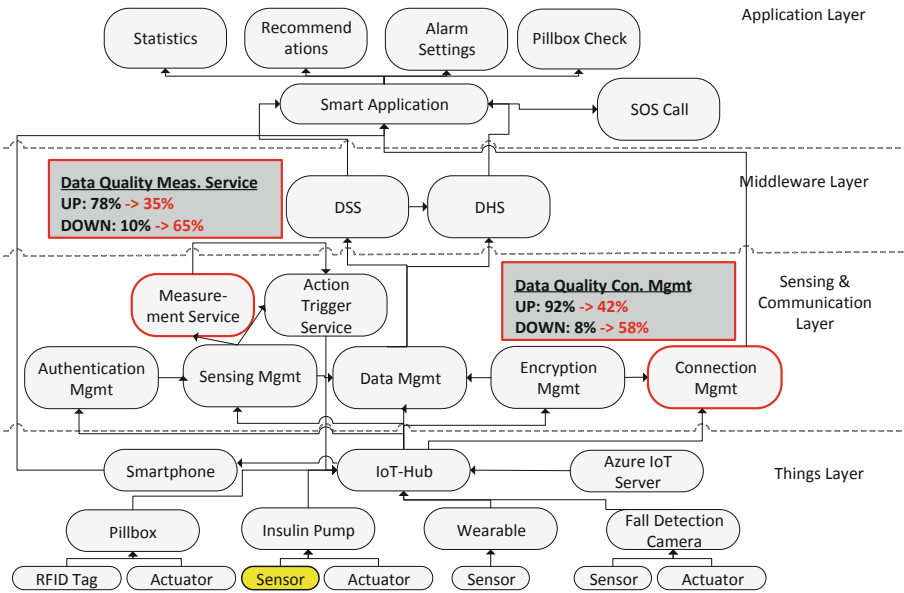 Application Layer
Statistics
Recommend
ations
Alarm
Settings
Pillbox Check
Smart Application
SOS Call
Middleware Layer
Data Quality Meas. Service
UP: 78% -> 35%
DOWN: 10% -> 65%
DSS
DHS
Sensing &
Communication
Layer
Measure-
ment Service
Action
Trigger
Service
Data Quality Con. Mgmt
UP: 92% -> 42%
DOWN: 8% -> 58%
Authentication
Mgmt
Sensing Mgmt
Data Mgmt
Encryption
Mgmt
Connection
Mgmt
Things Layer
Smartphone
IoT-Hub
Azure IoT
Server
Pillbox
Insulin Pump
Wearable
Fall Detection
Camera
RFID Tag
Actuator
Sensor
Actuator
Sensor
Sensor
Actuator